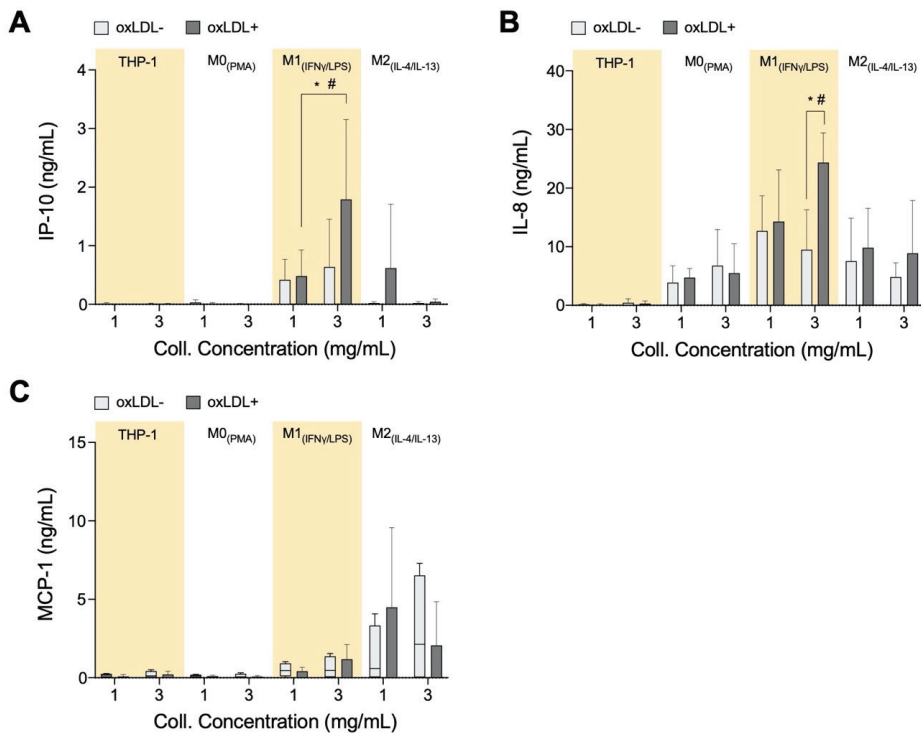 A
oxLDL- oxLDL+
THP-1 M0(PMA) M1(IFNγ/LPS) M2(IL-4/IL-13)
* #
4
3
2
1
0
IP-10 (ng/mL)
1 3 1 3 1 3 1 3
Coll. Concentration (mg/mL)
B
oxLDL- oxLDL+
THP-1 M0(PMA) M1(IFNγ/LPS) M2(IL-4/IL-13)
* #
40
30
20
10
0
IL-8 (ng/mL)
1 3 1 3 1 3 1 3
Coll. Concentration (mg/mL)
C
oxLDL- oxLDL+
THP-1 M0(PMA) M1(IFNγ/LPS) M2(IL-4/IL-13)
15
10
5
0
MCP-1 (ng/mL)
1 3 1 3 1 3 1 3
Coll. Concentration (mg/mL)